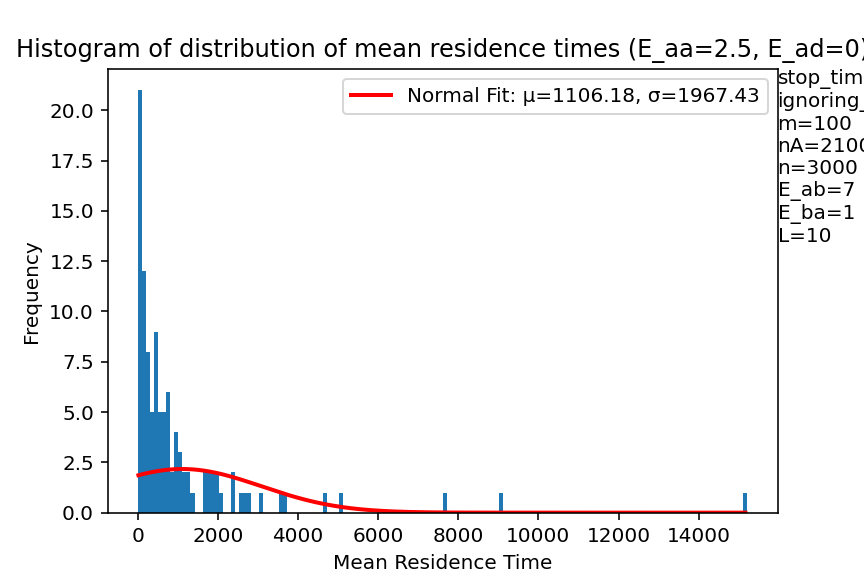 Histogram of distribution of mean residence times (E_aa=2.5, E_ad=0)
Normal Fit: μ=1106.18, σ=1967.43
stop_tim
ignoring_
m=100
nA=2100
n=3000
E_ab=7
E_ba=1
L=10
Frequency
20.0
17.5
15.0
12.5
10.0
7.5
5.0
2.5
0.0
0 2000 4000 6000 8000 10000 12000 14000
Mean Residence Time